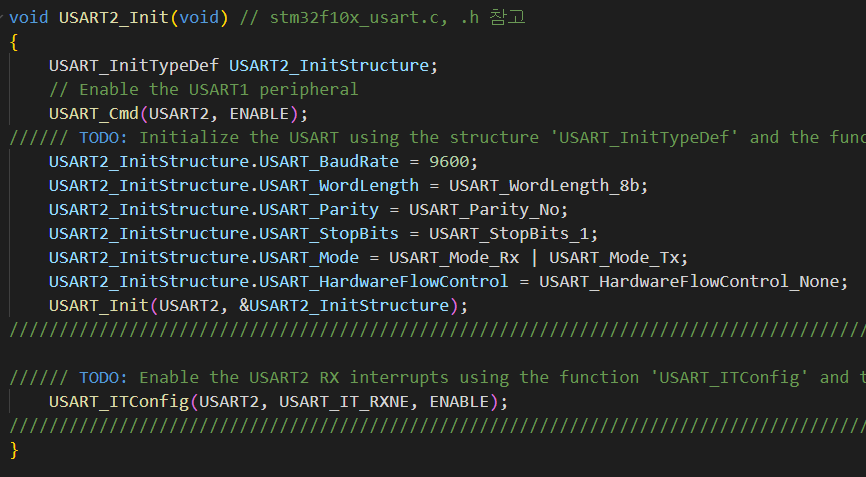 void USART2_Init(void) // stm32f10x_usart.c, .h 참고
{
USART_InitTypeDef USART2_InitStructure;
// Enable the USART1 peripheral
USART_Cmd(USART2, ENABLE);
////// TODO: Initialize the USART using the structure 'USART_InitTypeDef' and the func
USART2_InitStructure.USART_BaudRate = 9600;
USART2_InitStructure.USART_WordLength = USART_WordLength_8b;
USART2_InitStructure.USART_Parity = USART_Parity_No;
USART2_InitStructure.USART_StopBits = USART_StopBits_1;
USART2_InitStructure.USART_Mode = USART_Mode_Rx | USART_Mode_Tx;
USART2_InitStructure.USART_HardwareFlowControl = USART_HardwareFlowControl_None;
USART_Init(USART2, &USART2_InitStructure);
//////////////////////////////////////////////////////////////////////////////////////
////// TODO: Enable the USART2 RX interrupts using the function 'USART_ITConfig' and t
USART_ITConfig(USART2, USART_IT_RXNE, ENABLE);
//////////////////////////////////////////////////////////////////////////////////////
}